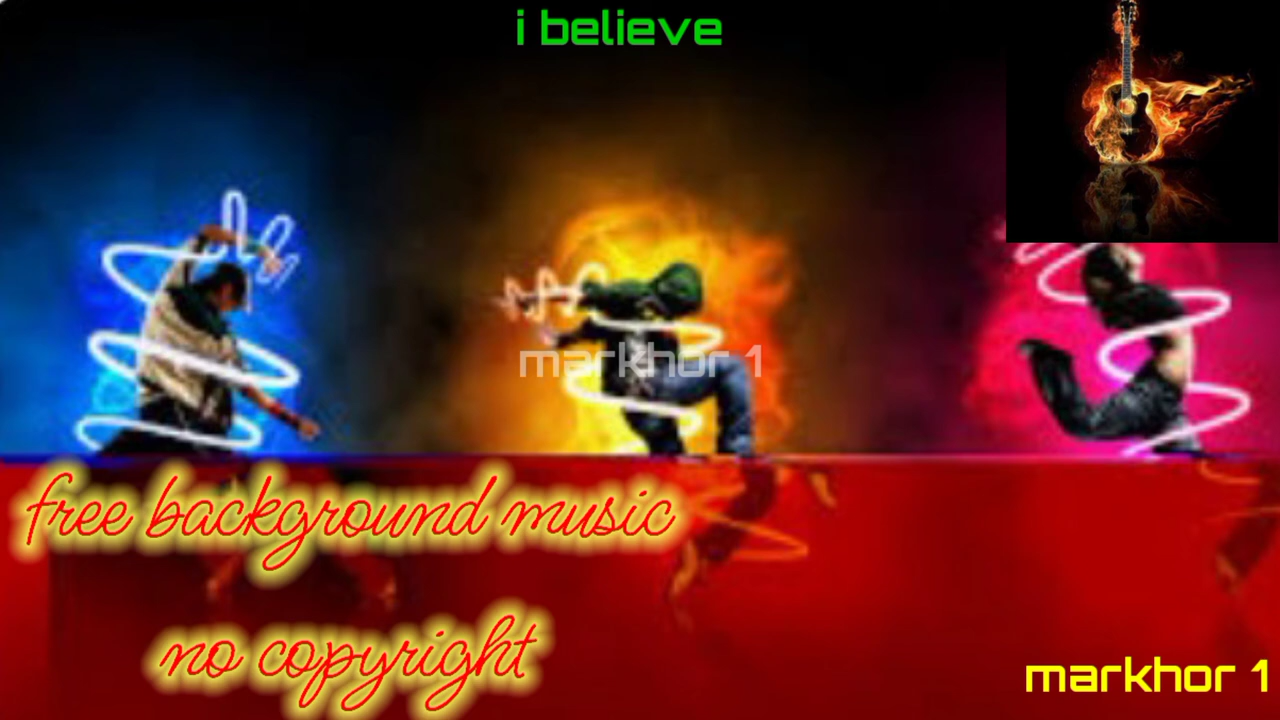 i believe
markhor 1
free background music
no copyright
markhor 1